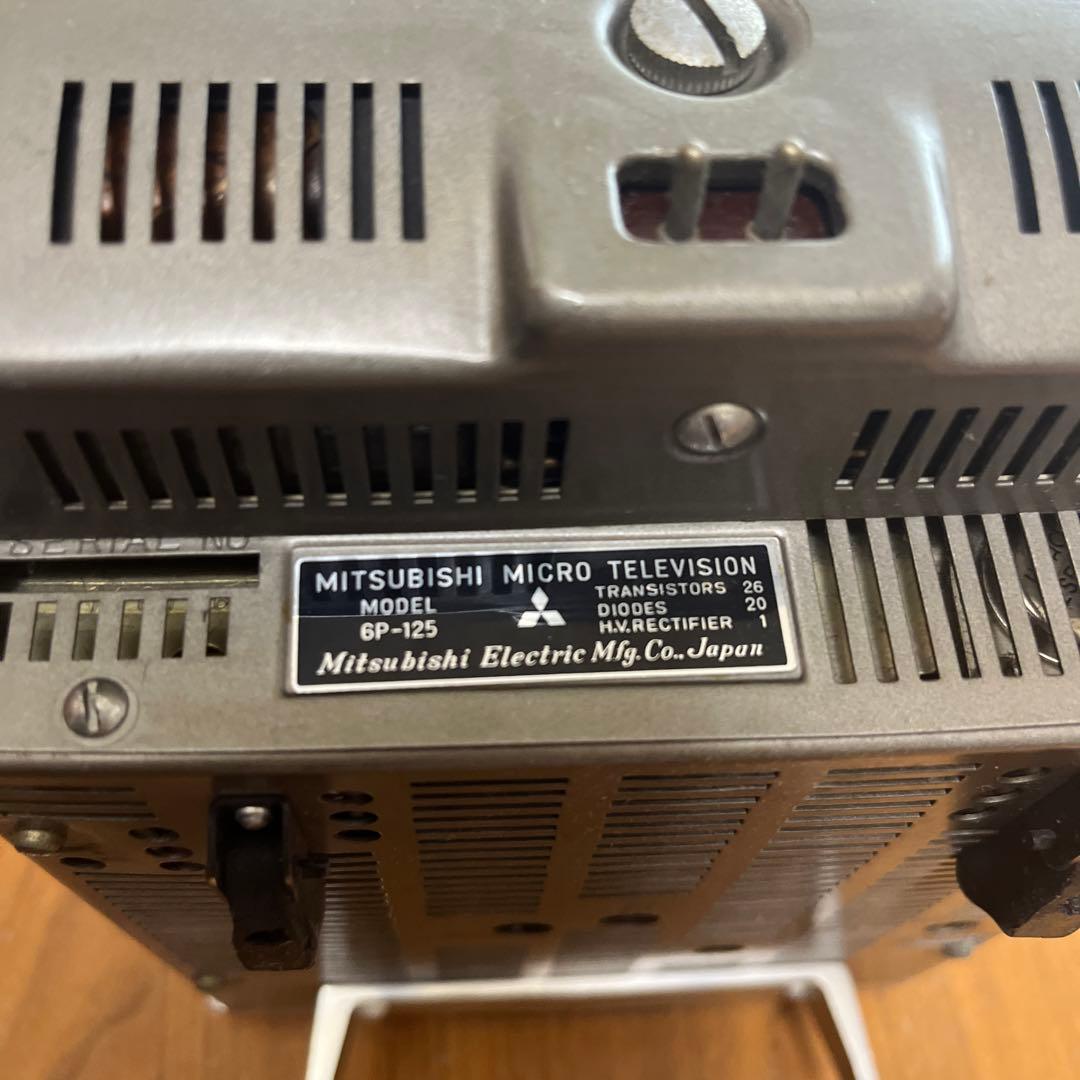 SERIAL NO
MITSUBISHI MICRO TELEVISION
MODEL
6P-125
TRANSISTORS 26
DIODES 20
H.V.RECTIFIER 1
Mitsubishi Electric Mfg. Co., Japan